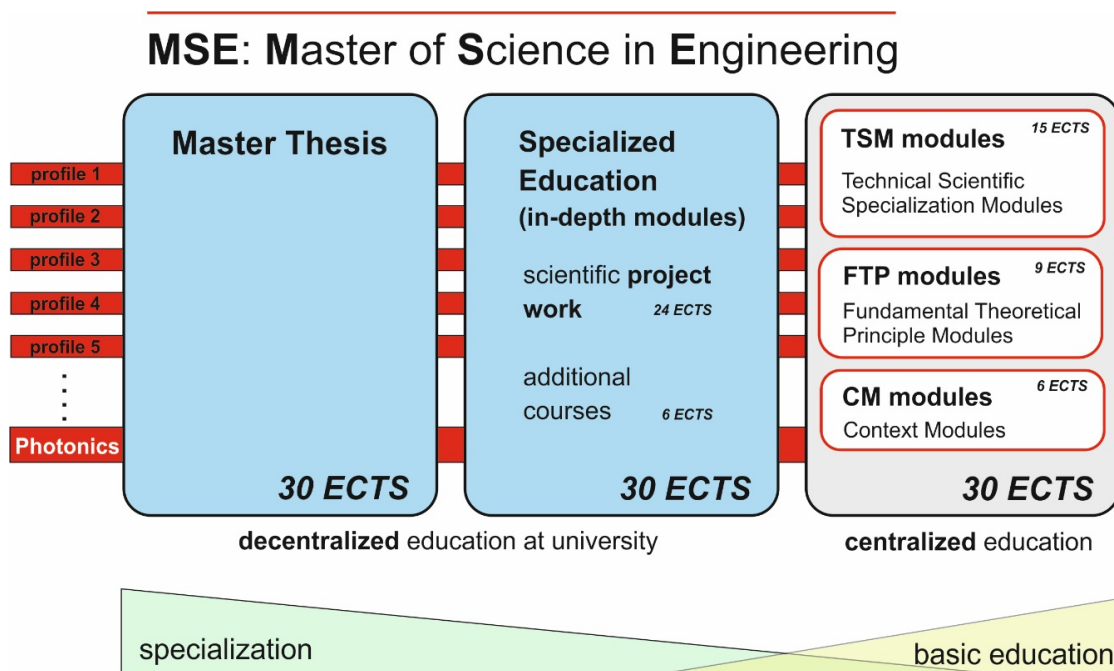 MSE: Master of Science in Engineering
profile 1
profile 2
profile 3
profile 4
profile 5
Photonics
Master Thesis
30 ECTS
Specialized
Education
(in-depth modules)
scientific project
work 24 ECTS
additional
courses 6 ECTS
30 ECTS
TSM modules 15 ECTS
Technical Scientific
Specialization Modules
FTP modules 9 ECTS
Fundamental Theoretical
Principle Modules
CM modules 6 ECTS
Context Modules
30 ECTS
decentralized education at university
centralized education
specialization
basic education